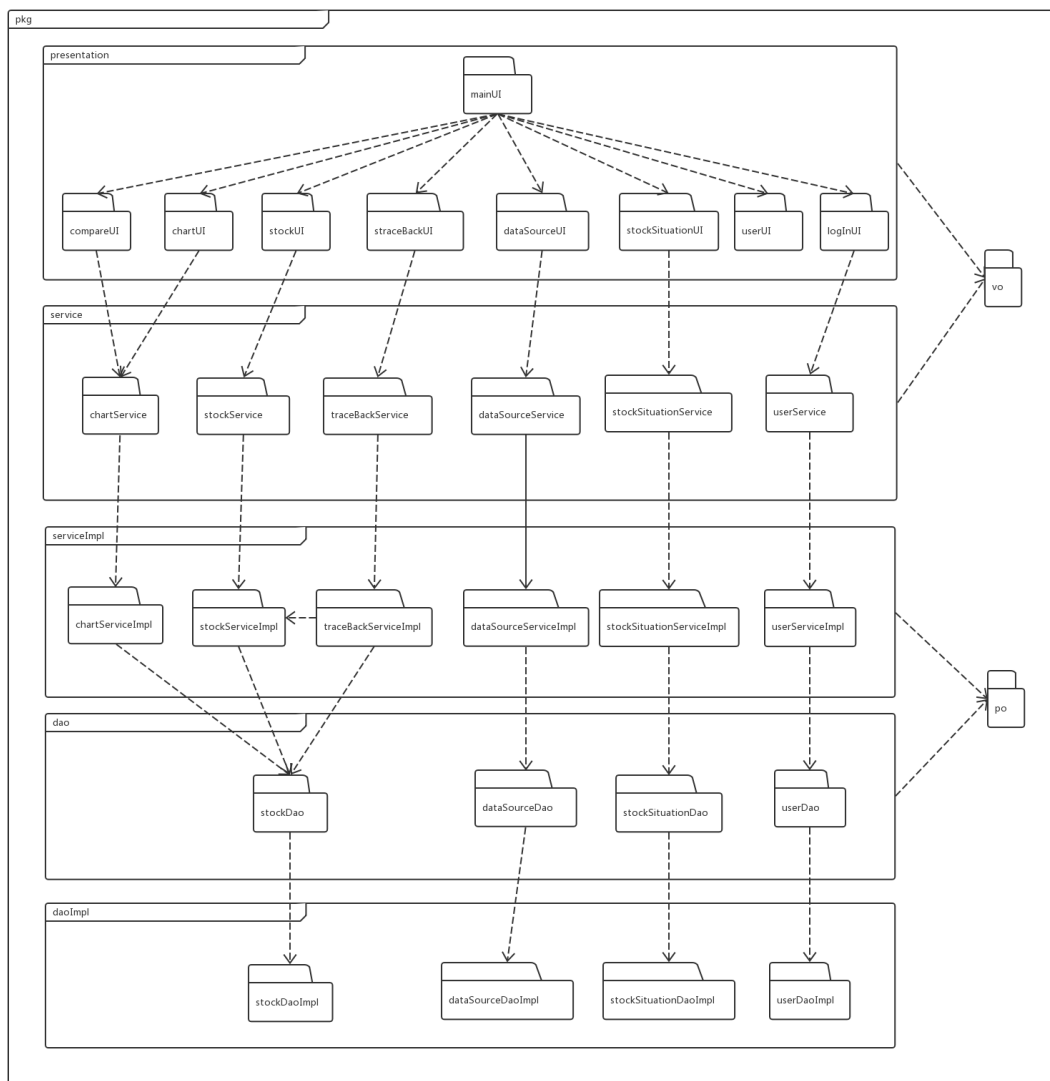 pkg
presentation
mainUI
compareUI
chartUI
stockUI
straceBackUI
dataSourceUI
stockSituationUI
userUI
logInUI
vo
service
chartService
stockService
traceBackService
dataSourceService
stockSituationService
userService
serviceImpl
chartServiceImpl
stockServiceImpl
traceBackServiceImpl
dataSourceServiceImpl
stockSituationServiceImpl
userServiceImpl
po
dao
stockDao
dataSourceDao
stockSituationDao
userDao
daoImpl
stockDaoImpl
dataSourceDaoImpl
stockSituationDaoImpl
userDaoImpl